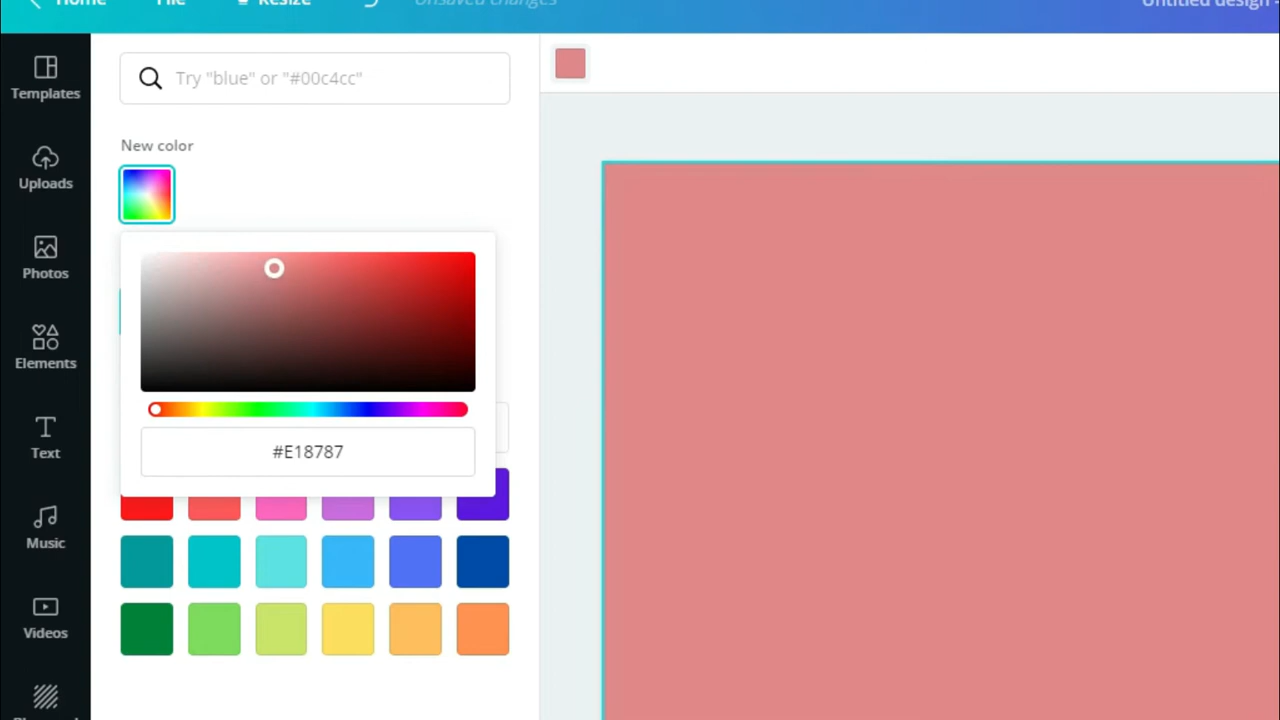 Home File Resize Unsaved changes Untitled design -
Templates
Uploads
Photos
Elements
Text
Music
Videos
Try "blue" or "#00c4cc"
New color
#E18787